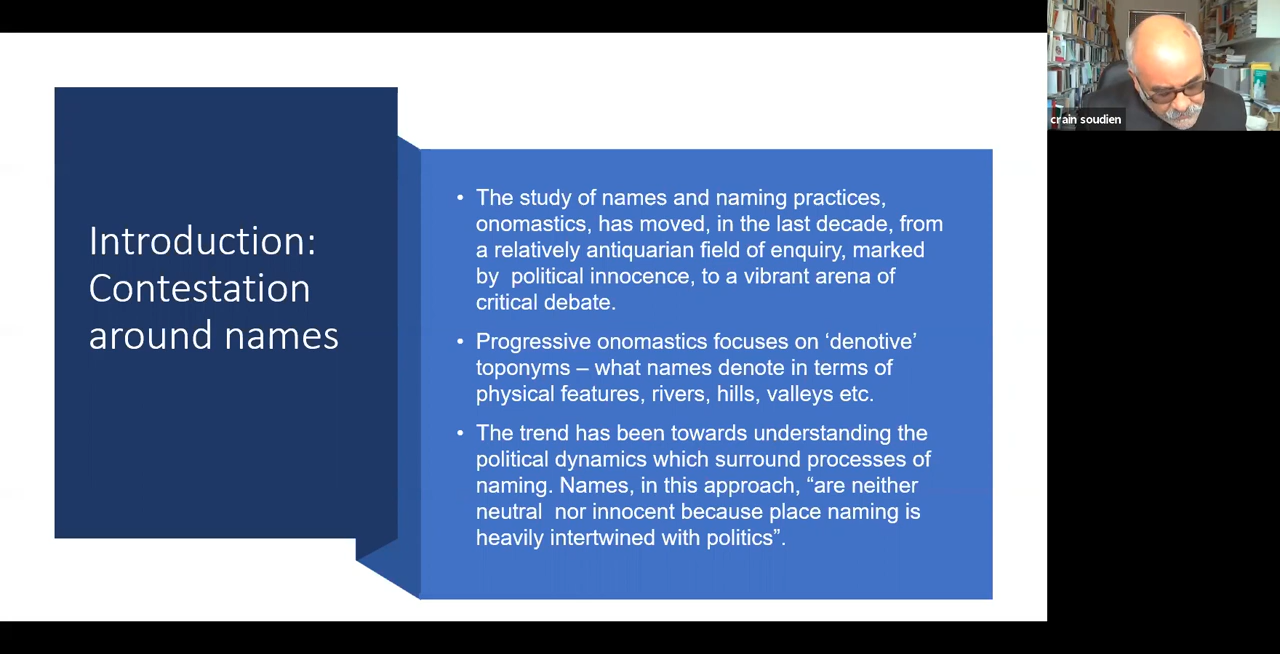 Introduction:
Contestation
around names
• The study of names and naming practices,
onomastics, has moved, in the last decade, from
a relatively antiquarian field of enquiry, marked
by  political innocence, to a vibrant arena of
critical debate.
• Progressive onomastics focuses on ‘denotive’
toponyms – what names denote in terms of
physical features, rivers, hills, valleys etc.
• The trend has been towards understanding the
political dynamics which surround processes of
naming. Names, in this approach, “are neither
neutral  nor innocent because place naming is
heavily intertwined with politics”.
crain soudien